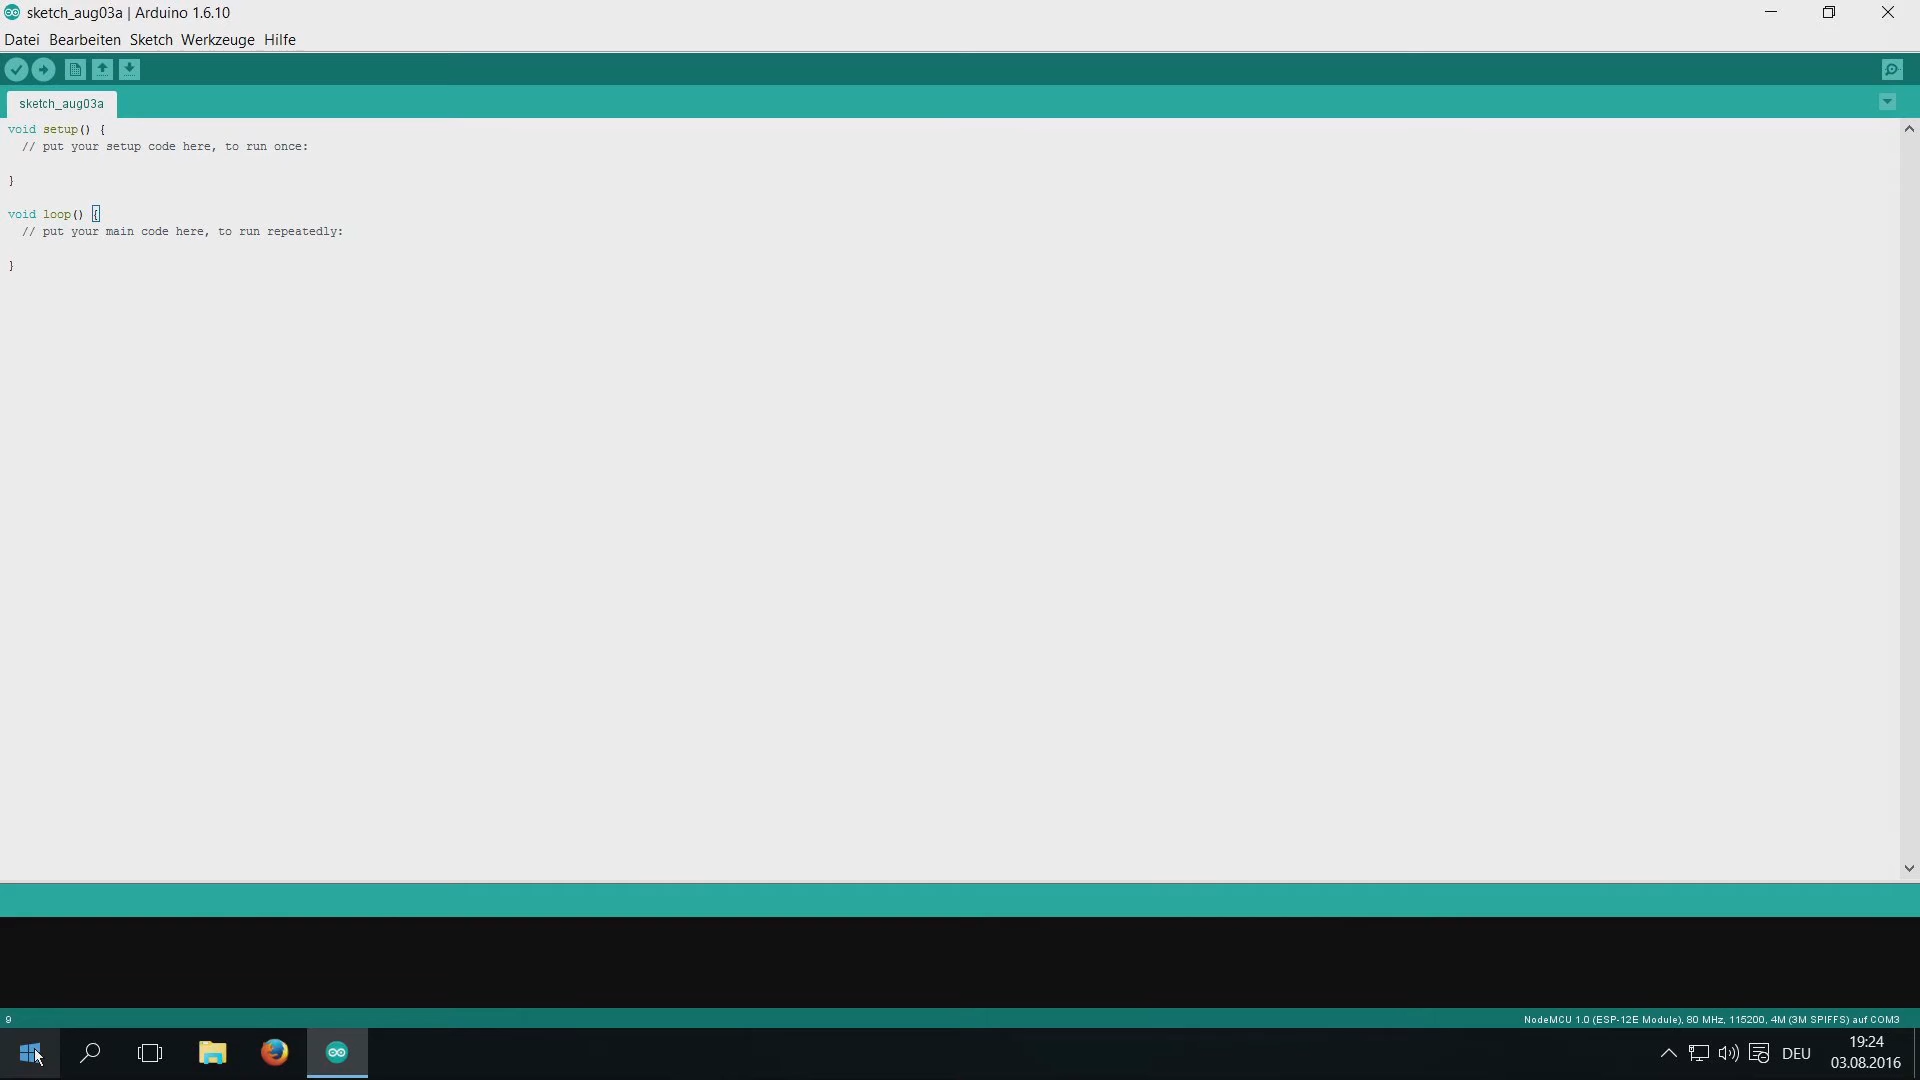 sketch_aug03a | Arduino 1.6.10
Datei Bearbeiten Sketch Werkzeuge Hilfe
sketch_aug03a
void setup() {
// put your setup code here, to run once:
}
void loop() {
// put your main code here, to run repeatedly:
}
9
NodeMCU 1.0 (ESP-12E Module), 80 MHz, 115200, 4M (3M SPIFFS) auf COM3
DEU
19:24
03.08.2016